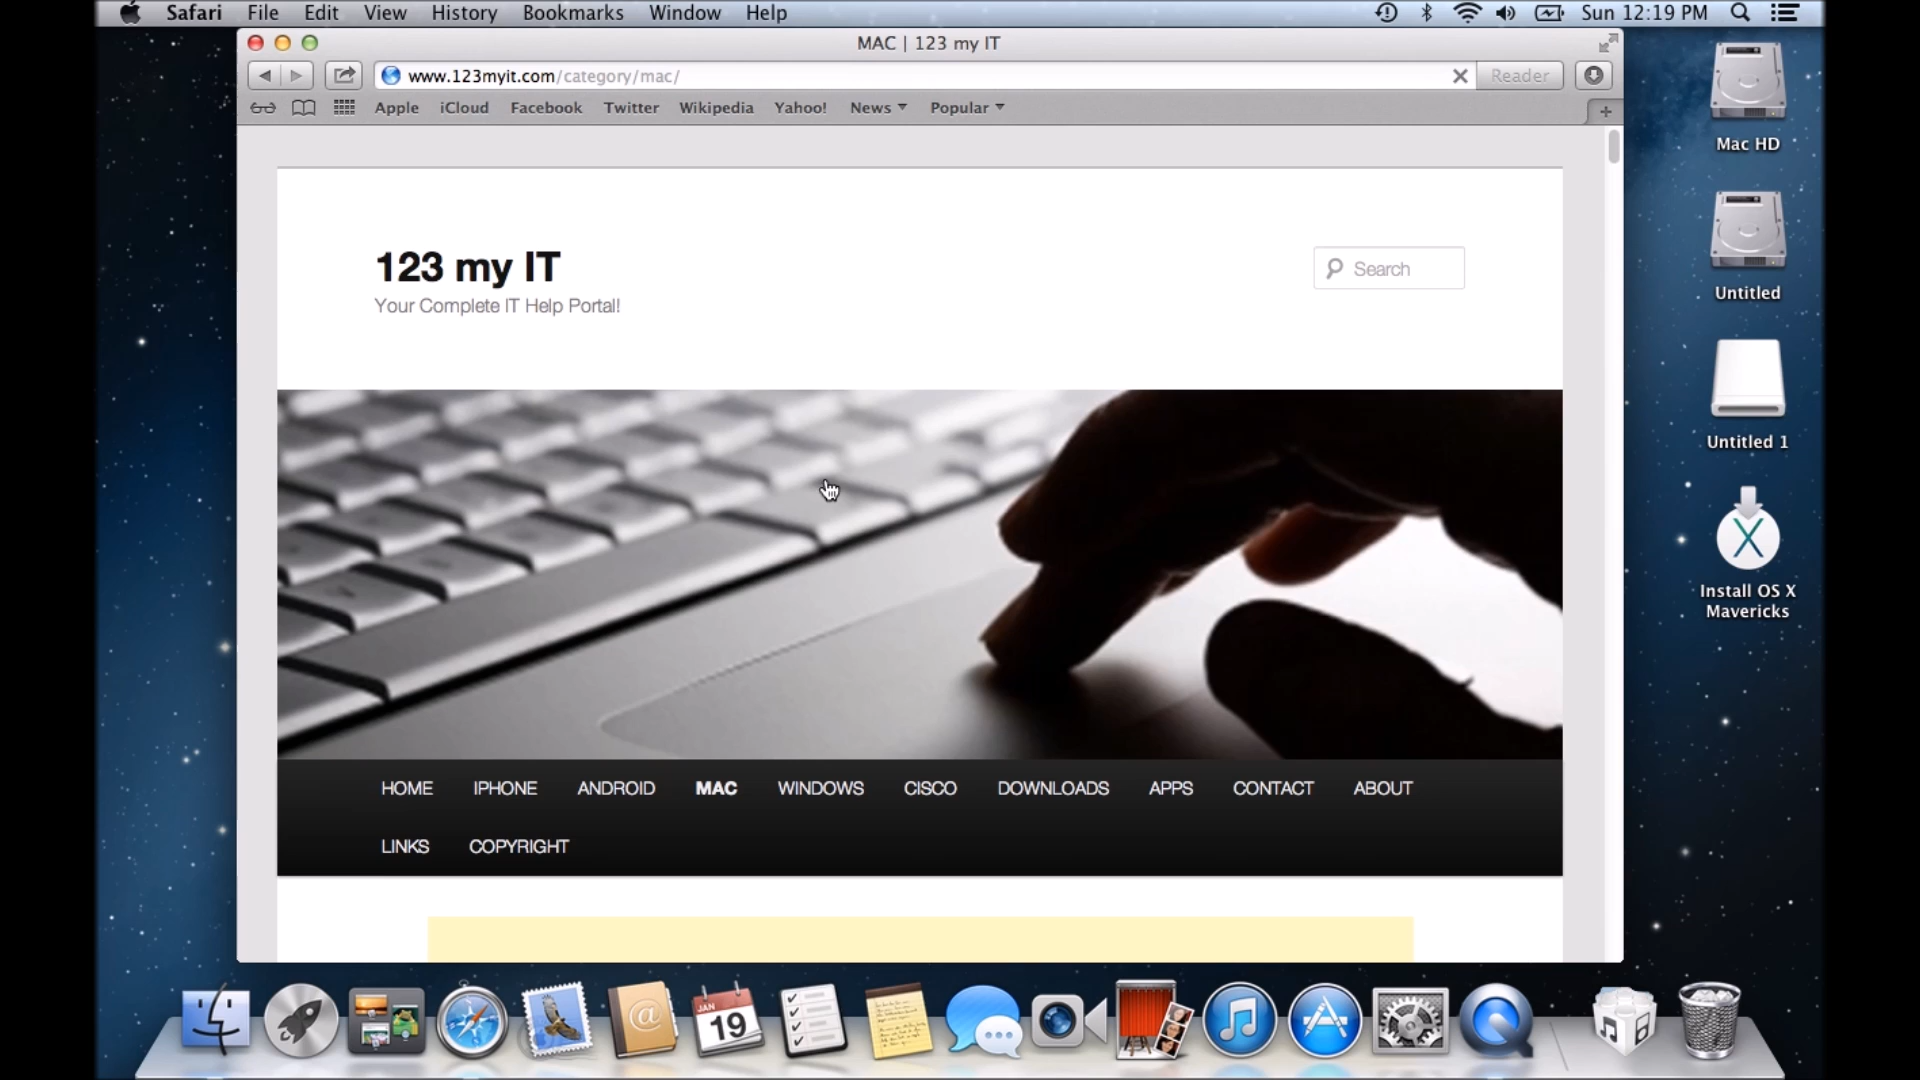 Safari File Edit View History Bookmarks Window Help Sun 12:19 PM
MAC | 123 my IT
www.123myit.com/category/mac/ Reader
Apple iCloud Facebook Twitter Wikipedia Yahoo! News Popular
Mac HD
123 my IT
Search
Your Complete IT Help Portal!
Untitled
Untitled 1
Install OS X
Mavericks
HOME IPHONE ANDROID MAC WINDOWS CISCO DOWNLOADS APPS CONTACT ABOUT
LINKS COPYRIGHT
JAN
19